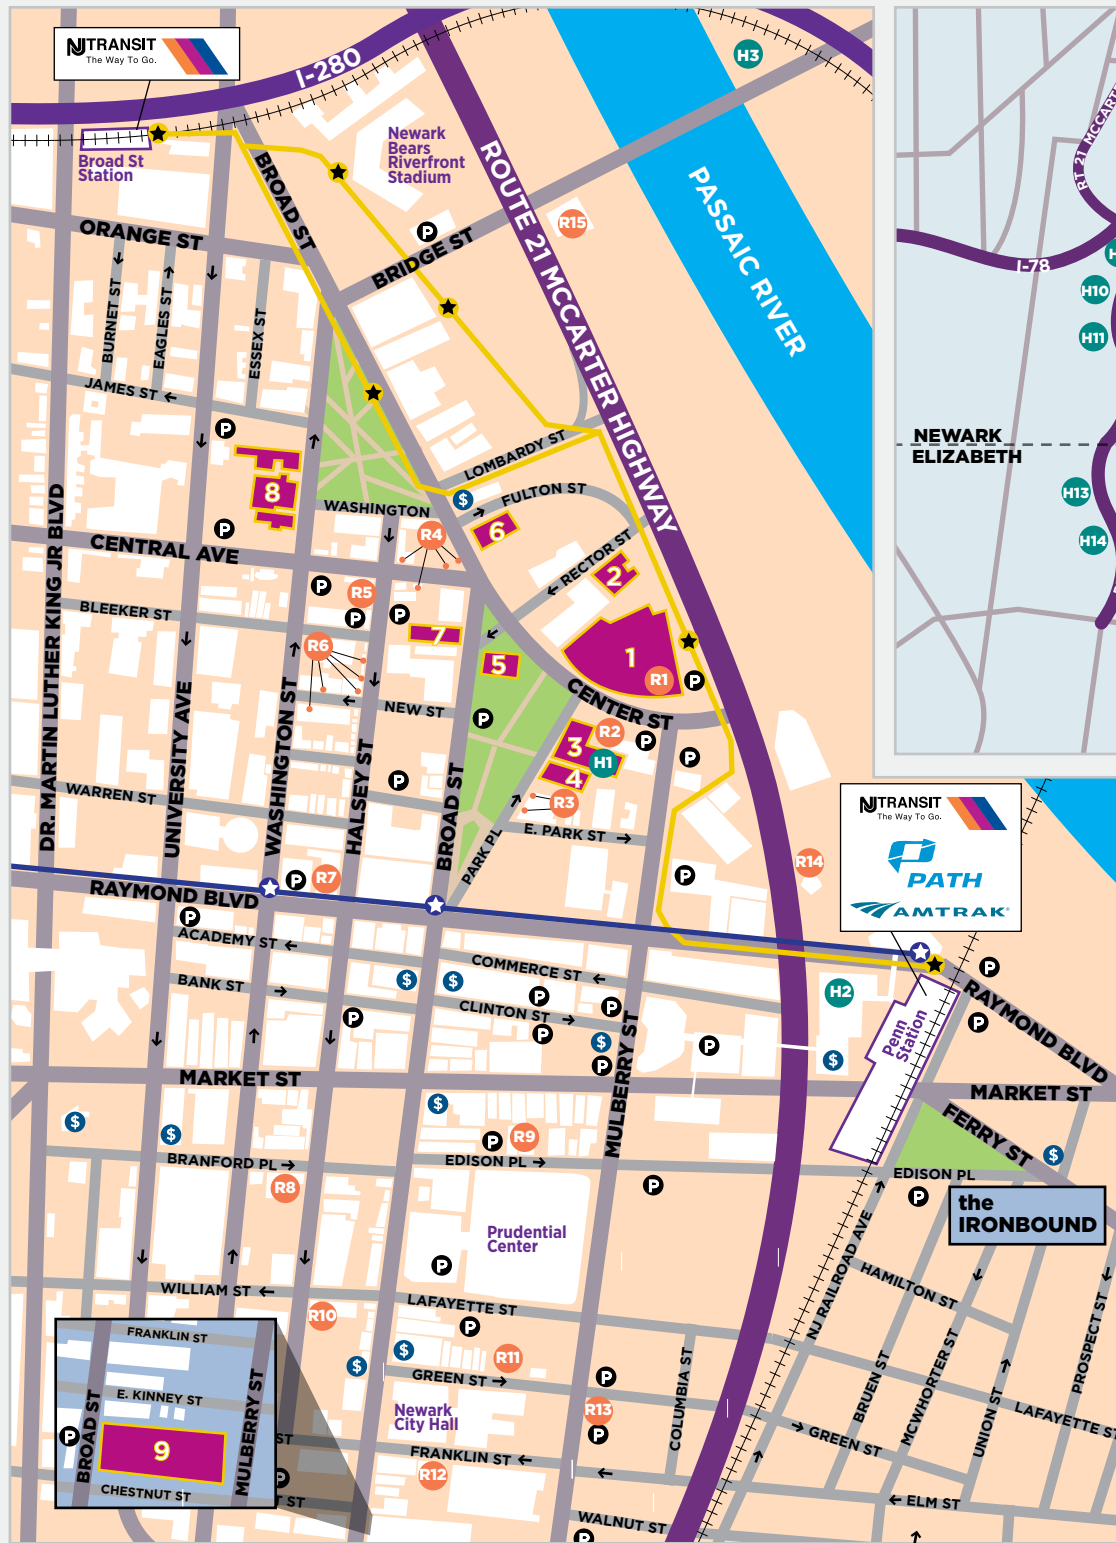 NJ TRANSIT
The Way To Go.
I-280
H3
Broad St
Station
Newark
Bears
Riverfront
Stadium
BROAD ST
ROUTE 21 MCCARTER HIGHWAY
PASSAIC RIVER
RT 21 MCCART
ORANGE ST
P
BRIDGE ST
R15
I-78
H
H10
H11
BURNET ST
EAGLES ST
ESSEX ST
JAMES ST
P
LOMBARDY ST
NEWARK
ELIZABETH
8
$
FULTON ST
H13
WASHINGTON
R4
6
P
H14
CENTRAL AVE
RECTOR ST
2
P
R5
BLEEKER ST
P
P
7
R6
5
1
R1
P
DR. MARTIN LUTHER KING JR BLVD
UNIVERSITY AVE
WASHINGTON ST
HALSEY ST
BROAD ST
NEW ST
P
CENTER ST
R2
3
P
H1
P
4
P
R3
WARREN ST
E. PARK ST
PARK PL
NJ TRANSIT
The Way To Go.
PATH
AMTRAK
R14
P
R7
P
RAYMOND BLVD
P
ACADEMY ST
COMMERCE ST
P
BANK ST
$
$
P
H2
RAYMOND BLVD
CLINTON ST
P
P
P
P
$
P
P
$
Penn
Station
MULBERRY ST
MARKET ST
MARKET ST
$
$
$
FERRY ST
P
R9
BRANFORD PL
EDISON PL
$
EDISON PL
R8
P
P
the
IRONBOUND
Prudential
Center
P
NJ RAILROAD AVE
HAMILTON ST
WILLIAM ST
LAFAYETTE ST
R10
P
PROSPECT ST
FRANKLIN ST
$
$
R11
BRUEN ST
MCWHORTER ST
UNION ST
COLUMBIA ST
E. KINNEY ST
GREEN ST
P
Newark
City Hall
R13
P
LAFAYETTE ST
BROAD ST
P
9
MULBERRY ST
ST
GREEN ST
FRANKLIN ST
R12
P
CHESTNUT ST
ST
ELM ST
WALNUT ST
P